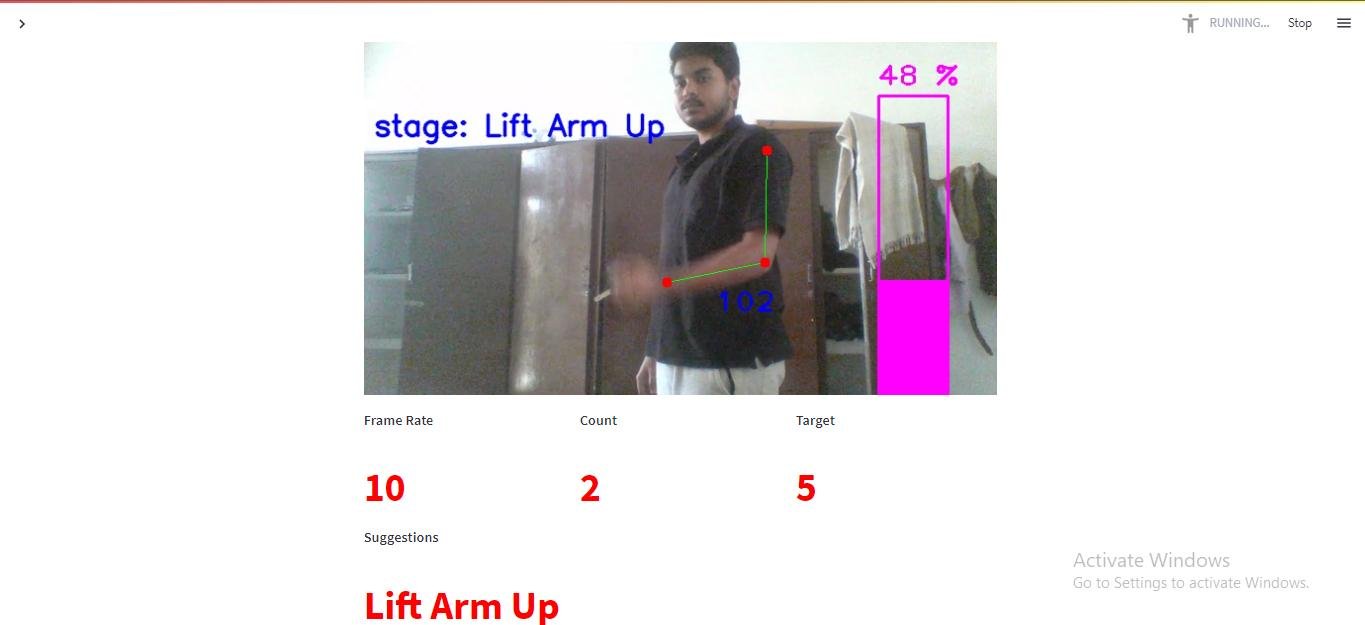 RUNNING... Stop
48 %
stage: Lift Arm Up
102
Frame Rate Count Target
10 2 5
Suggestions
Lift Arm Up
Activate Windows
Go to Settings to activate Windows.